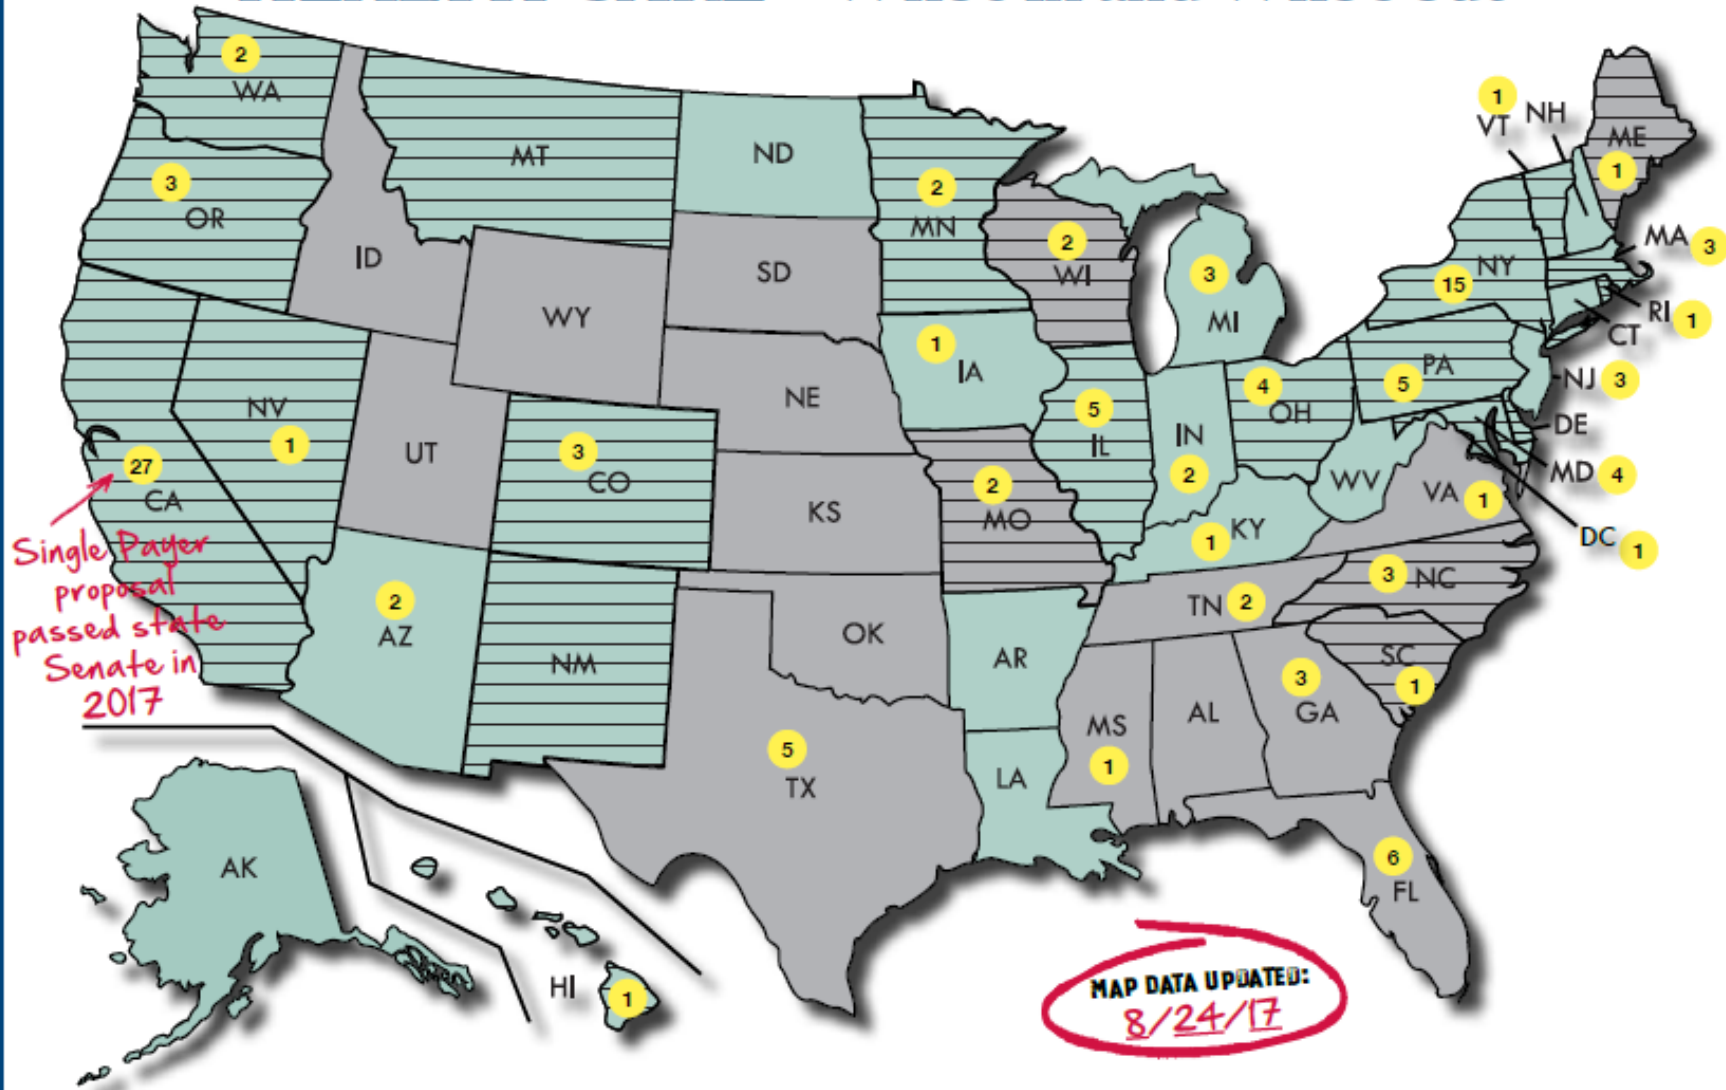 2
WA
MT
ND
2
MN
3
OR
ID
WY
SD
2
WI
3
MI
1
VT
NH
ME
1
MA 3
15
NY
RI 1
CT
1
IA
NE
NV
1
UT
3
CO
KS
5
IL
IN
2
4
OH
5
PA
NJ 3
DE
MD 4
DC 1
WV
VA 1
1 KY
2
MO
27
CA
Single Payer
proposal
passed state
Senate in
2017
2
AZ
NM
OK
AR
TN 2
3 NC
SC
1
5
TX
LA
MS
1
AL
3
GA
6
FL
AK
HI
1
MAP DATA UPDATED:
8/24/17